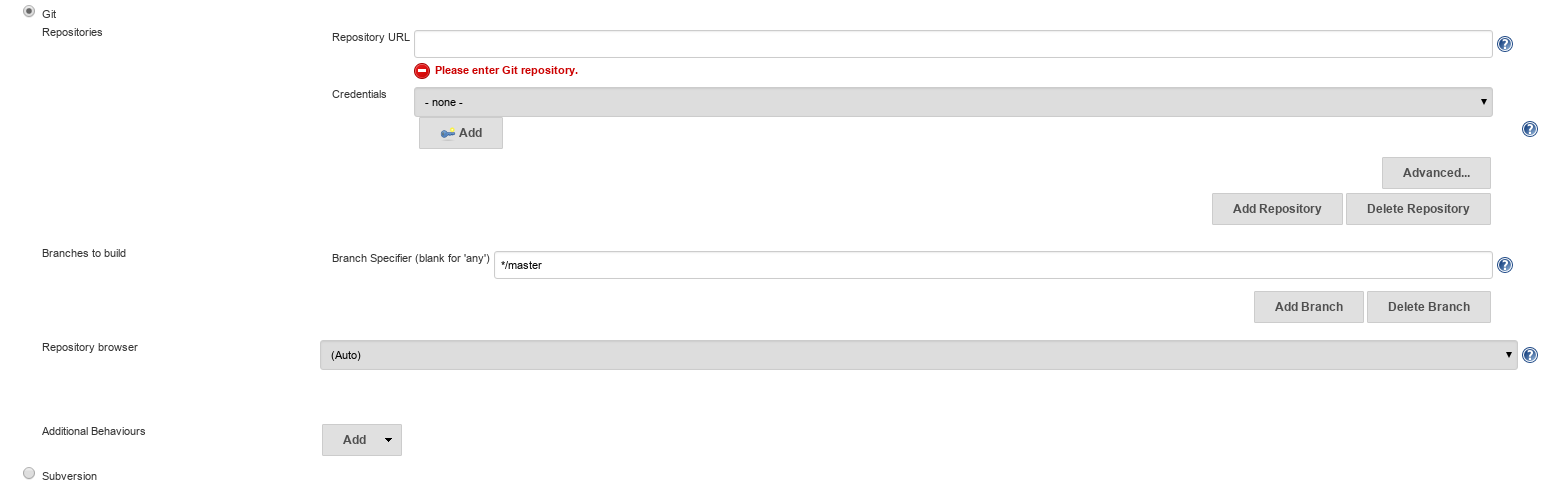 Git
Repositories
Repository URL
Please enter Git repository.
Credentials
- none -
Add
Advanced...
Add Repository
Delete Repository
Branches to build
Branch Specifier (blank for 'any')
*/master
Add Branch
Delete Branch
Repository browser
(Auto)
Additional Behaviours
Add
Subversion